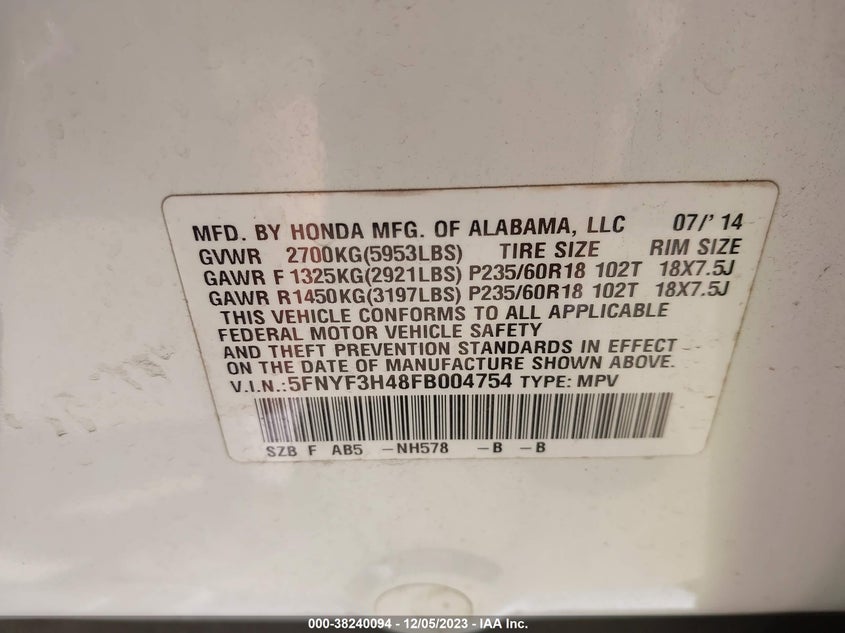 MFD. BY HONDA MFG. OF ALABAMA, LLC 07/' 14
GVWR 2700KG(5953LBS) TIRE SIZE RIM SIZE
GAWR F 1325KG(2921LBS) P235/60R18 102T 18X7.5J
GAWR R1450KG(3197LBS) P235/60R18 102T 18X7.5J
THIS VEHICLE CONFORMS TO ALL APPLICABLE
FEDERAL MOTOR VEHICLE SAFETY
AND THEFT PREVENTION STANDARDS IN EFFECT
ON THE DATE OF MANUFACTURE SHOWN ABOVE.
V.I.N.:5FNYF3H48FB004754 TYPE: MPV
SZB F AB5 -NH578 -B -B
000-38240094 - 12/05/2023 - IAA Inc.